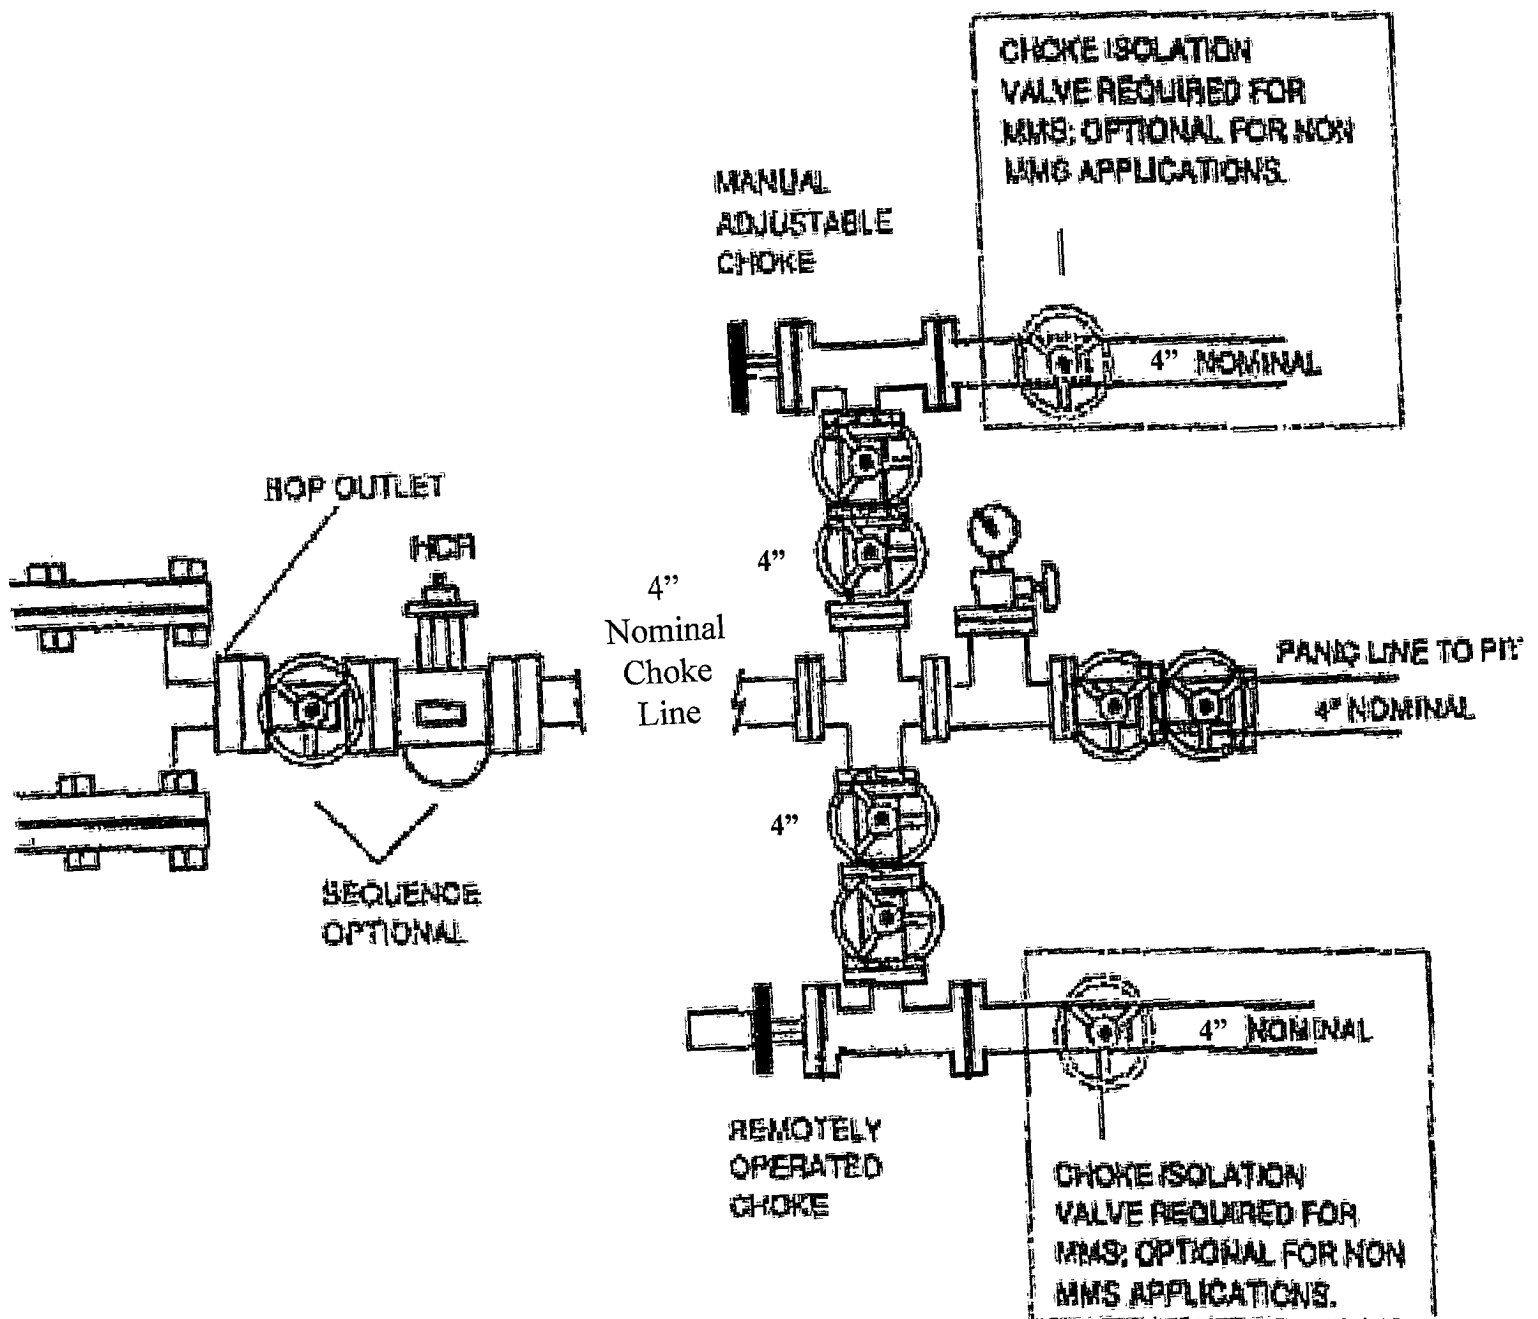 CHOKE ISOLATION
VALVE REQUIRED FOR
MMS; OPTIONAL FOR NON
MMS APPLICATIONS.
MANUAL
ADJUSTABLE
CHOKE
4” NOMINAL
BOP OUTLET
HCR
4”
4”
Nominal
Choke
Line
PANIC LINE TO PIT
4" NOMINAL
4”
SEQUENCE
OPTIONAL
4” NOMINAL
REMOTELY
OPERATED
CHOKE
CHOKE ISOLATION
VALVE REQUIRED FOR
MMS; OPTIONAL FOR NON
MMS APPLICATIONS.